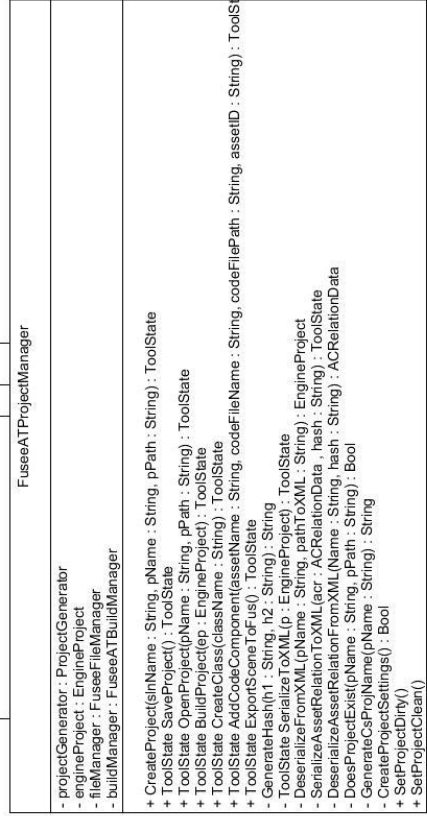 FuseeATProjectManager
- projectGenerator : ProjectGenerator
- engineProject : EngineProject
- fileManager : FuseeFileManager
- buildManager : FuseeATBuildManager
+ CreateProject(slnName : String, pName : String, pPath : String) : ToolState
+ ToolState SaveProject() : ToolState
+ ToolState OpenProject(pName : String, pPath : String) : ToolState
+ ToolState BuildProject(ep : EngineProject) : ToolState
+ ToolState CreateClass(className : String) : ToolState
+ ToolState AddCodeComponent(assetName : String, codeFileName : String, codeFilePath : String, assetID : String) : ToolSt
+ ToolState ExportSceneToFus() : ToolState
- GenerateHash(h1 : String, h2 : String) : String
- ToolState SerializeToXML(p : EngineProject) : ToolState
- DeserializeFromXML(pName : String, pathToXML : String) : EngineProject
- SerializeAssetRelationToXML(acr : ACRelationData , hash : String) : ToolState
- DeserializeAssetRelationFromXML(Name : String, hash : String) : ACRelationData
- DoesProjectExist(pName : String, pPath : String) : Bool
- GenerateCsProjName(pName : String) : String
- CreateProjectSettings() : Bool
+ SetProjectDirty()
+ SetProjectClean()